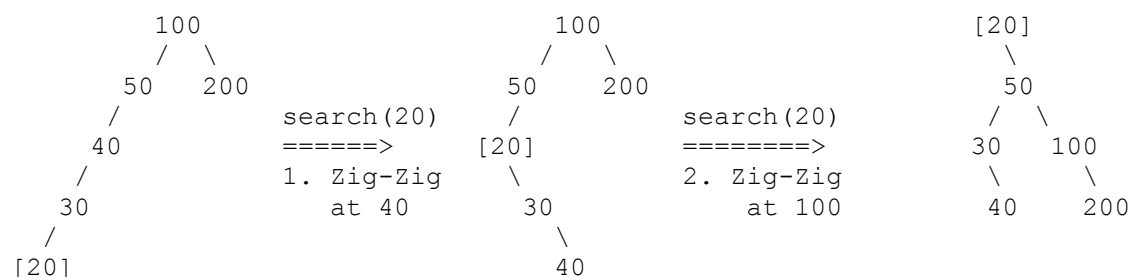 100 100 [20]
/ \ / \ \
50 200 50 200 50
/ search(20) / search(20) / \
40 ======> [20] ========> 30 100
/ 1. Zig-Zig \ 2. Zig-Zig \ \
30 at 40 30 at 100 40 200
/ \
[20] 40